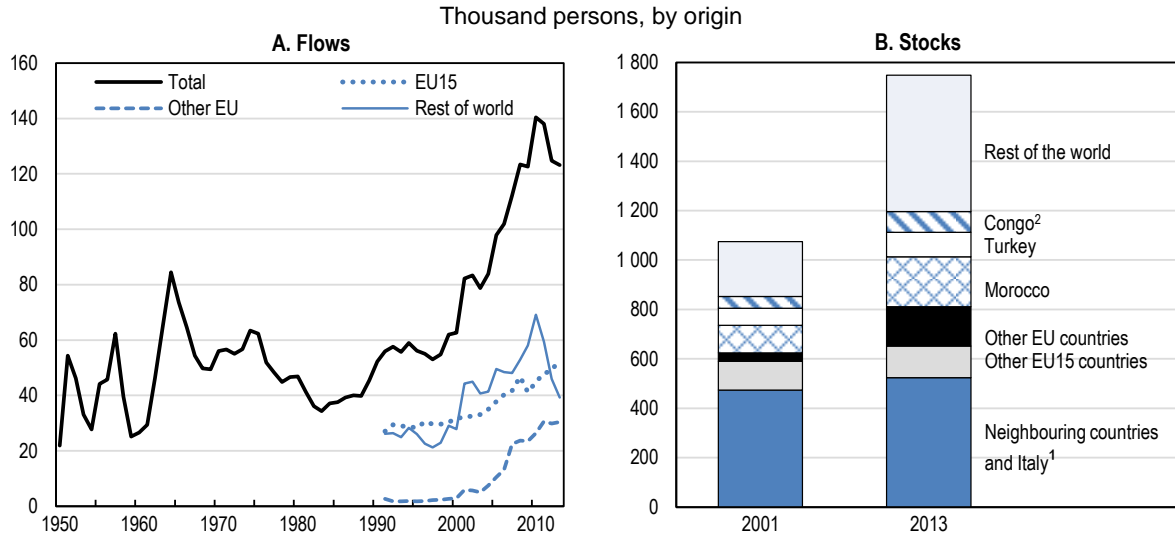 Thousand persons, by origin
A. Flows
160
140
120
100
80
60
40
20
0
1950
1960
1970
1980
1990
2000
2010
Total
EU15
Other EU
Rest of world
B. Stocks
1 800
1 800
1 400
1 200
1 000
800
600
400
200
0
2001
2013
Rest of the world
Congo²
Turkey
Morocco
Other EU countries
Other EU15 countries
Neighbouring countries
and Italy¹